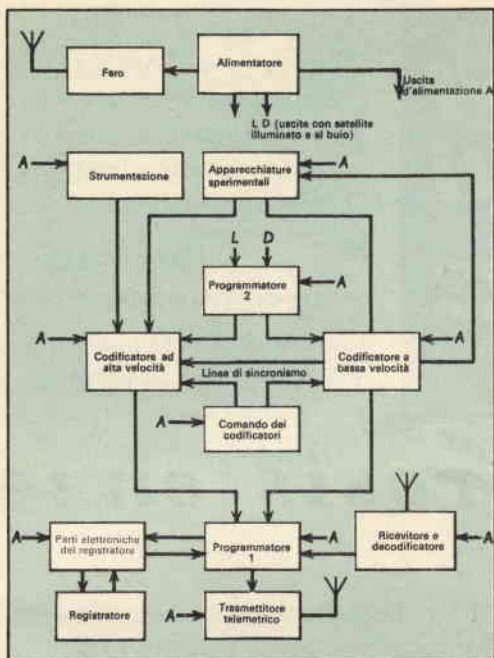 Faro
Alimentatore
Uscita
d'alimentazione A
L D (uscite con satellite
illuminato e al buio)
A
Strumentazione
Apparecchiature
sperimentali
A
L D
Programmatore
2
A
A
Codificatore ad
alta velocità
Linea di sincronismo
Codificatore a
bassa velocità
A
A
Comando dei
codificatori
A
Parti elettroniche
del registratore
Programmatore
1
A
Ricevitore e
decodificatore
A
Registratore
A
Trasmettitore
telemetrico